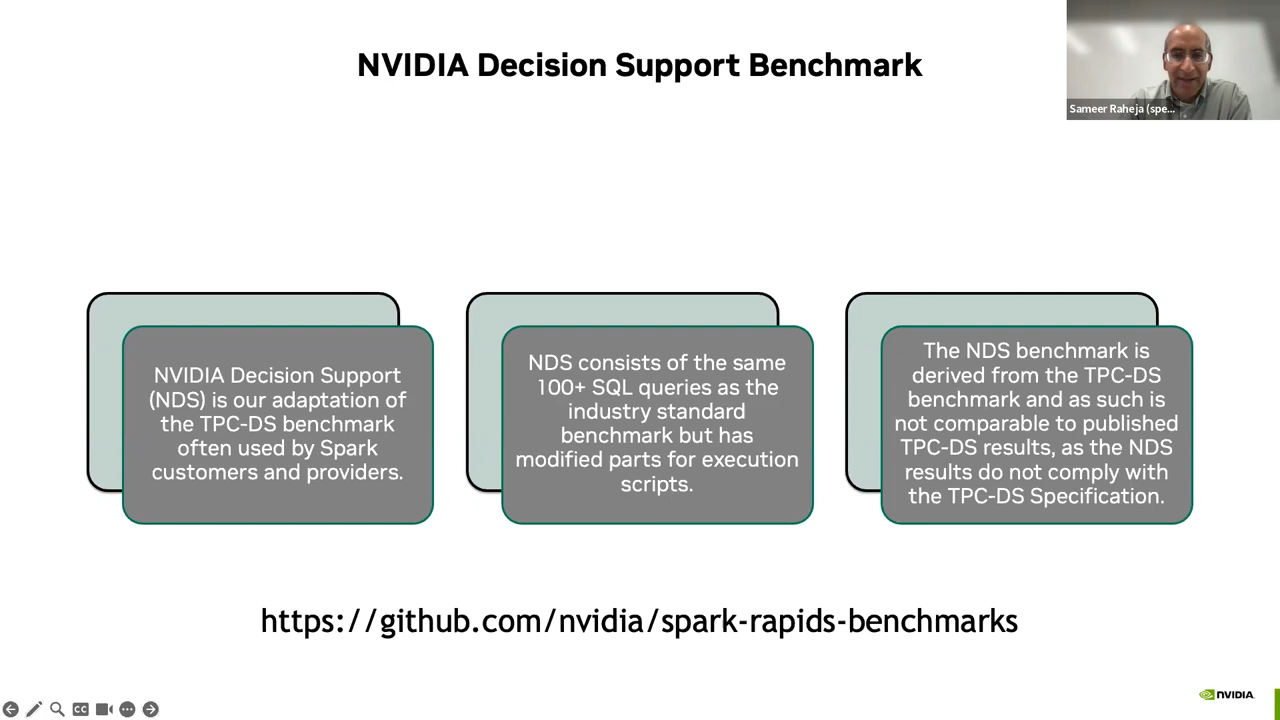 NVIDIA Decision Support Benchmark
Sameer Raheja (spe...
NVIDIA Decision Support
(NDS) is our adaptation of
the TPC-DS benchmark
often used by Spark
customers and providers.
NDS consists of the same
100+ SQL queries as the
industry standard
benchmark but has
modified parts for execution
scripts.
The NDS benchmark is
derived from the TPC-DS
benchmark and as such is
not comparable to published
TPC-DS results, as the NDS
results do not comply with
the TPC-DS Specification.
https://github.com/nvidia/spark-rapids-benchmarks
CC
NVIDIA.